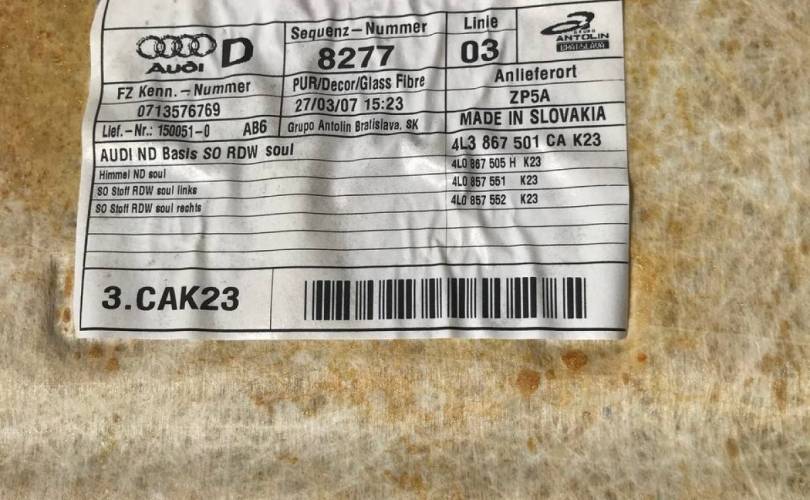 Audi D
Sequenz-Nummer
8277
Linie
03
GRUPO
ANTOLIN
BRATISLAVA
FZ Kenn.-Nummer
0713576769
PUR/Decor/Glass Fibre
27/03/07 15:23
Anlieferort
ZP5A
Lief.-Nr.: 150051-0 AB6
Grupo Antolin Bratislava, SK
MADE IN SLOVAKIA
AUDI ND Basis SO RDW soul
4L3 867 501 CA K23
Himmel ND soul
4L0 867 505 H K23
SO Stoff RDW soul links
4L0 857 551 K23
SO Stoff RDW soul rechts
4L0 857 552 K23
3.CAK23